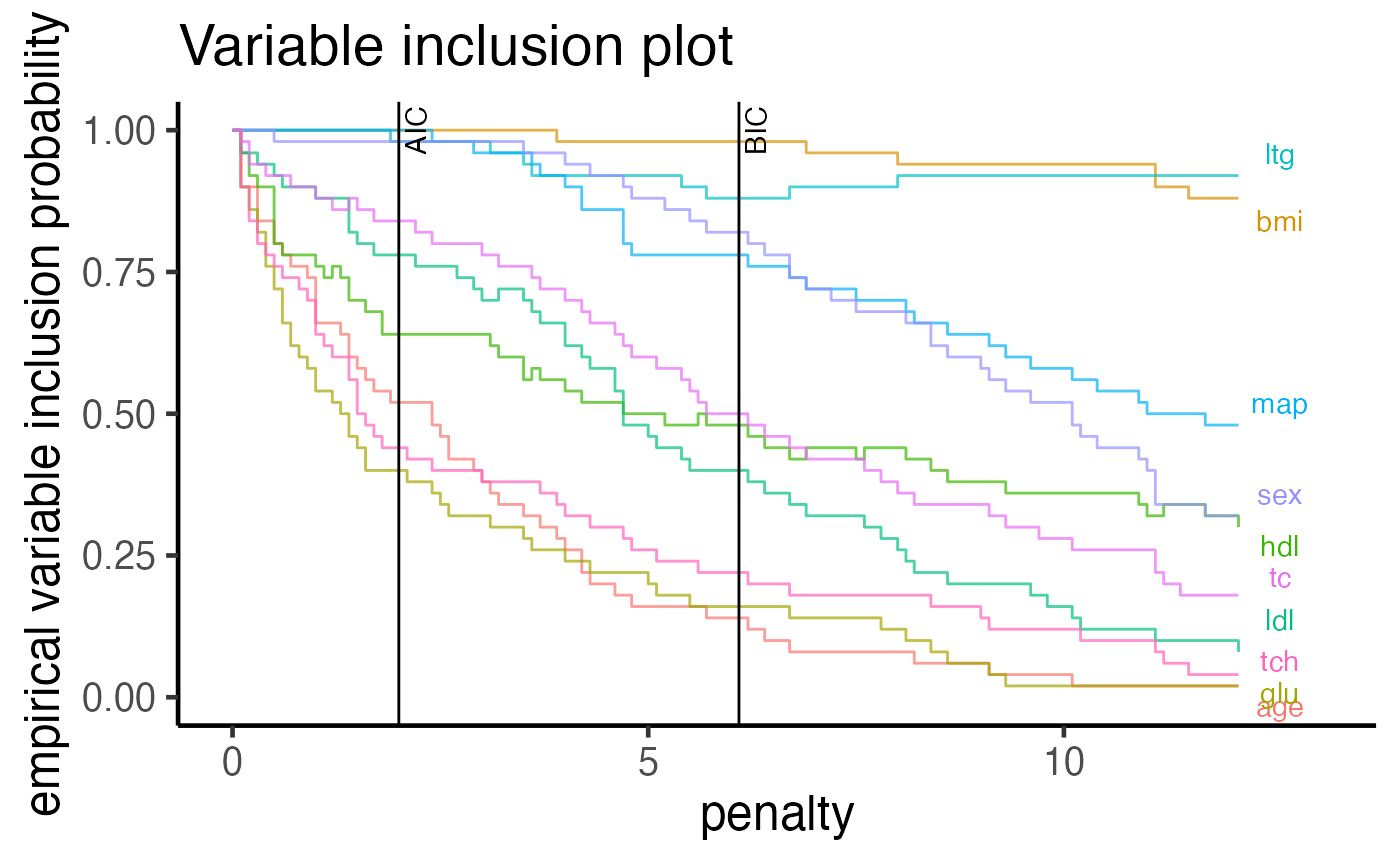 Variable inclusion plot
empirical variable inclusion probability
1.00
0.75
0.50
0.25
0.00
AIC
BIC
ltg
bmi
map
sex
hdl
tc
ldl
tch
glu
age
0
5
10
penalty